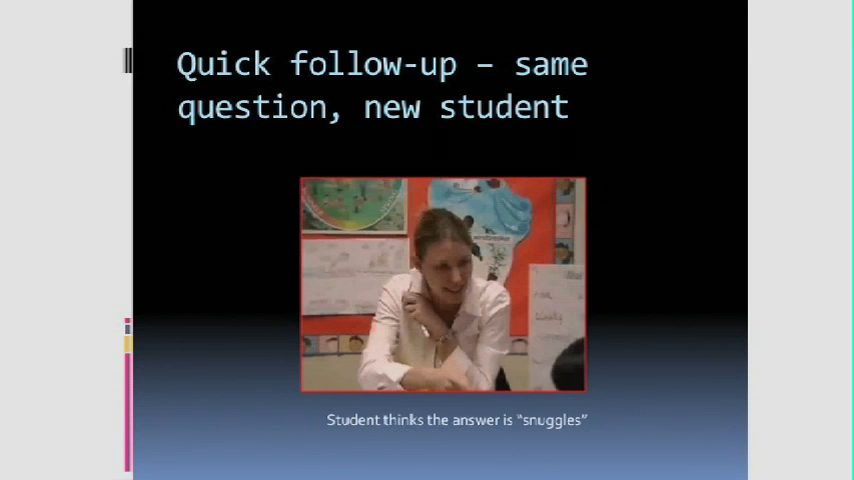 Quick follow-up – same
question, new student
Student thinks the answer is "snuggles"